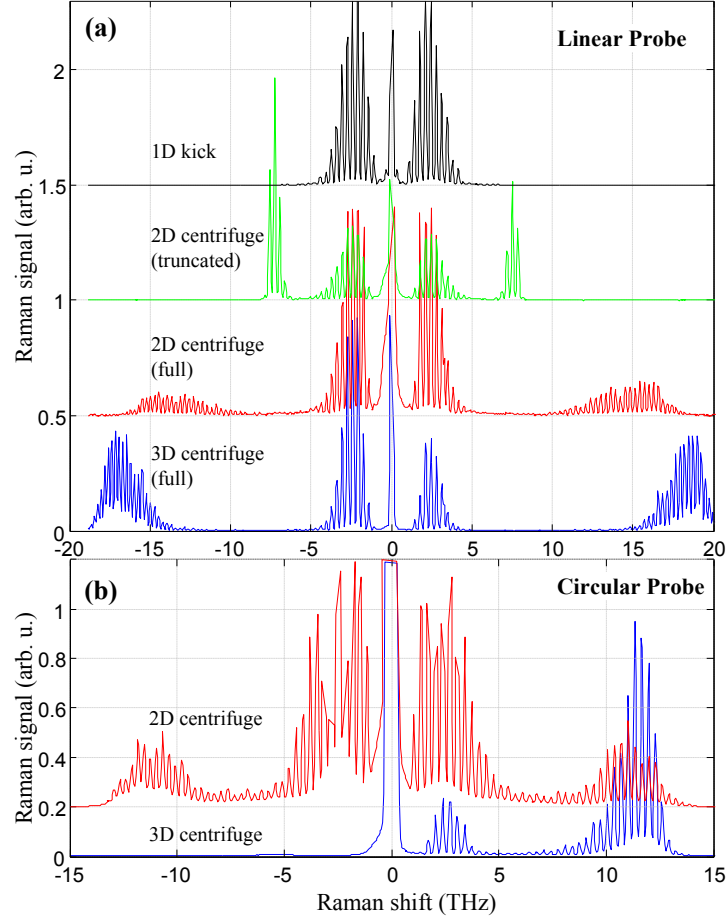 (a)
Linear Probe
2
1D kick
1.5
2D centrifuge
(truncated)
1
2D centrifuge
(full)
0.5
3D centrifuge
(full)
0
-20 -15 -10 -5 0 5 10 15 20
Raman signal (arb. u.)
(b)
Circular Probe
1
0.8
0.6
2D centrifuge
0.4
0.2
3D centrifuge
0
-15 -10 -5 0 5 10 15
Raman signal (arb. u.)
Raman shift (THz)